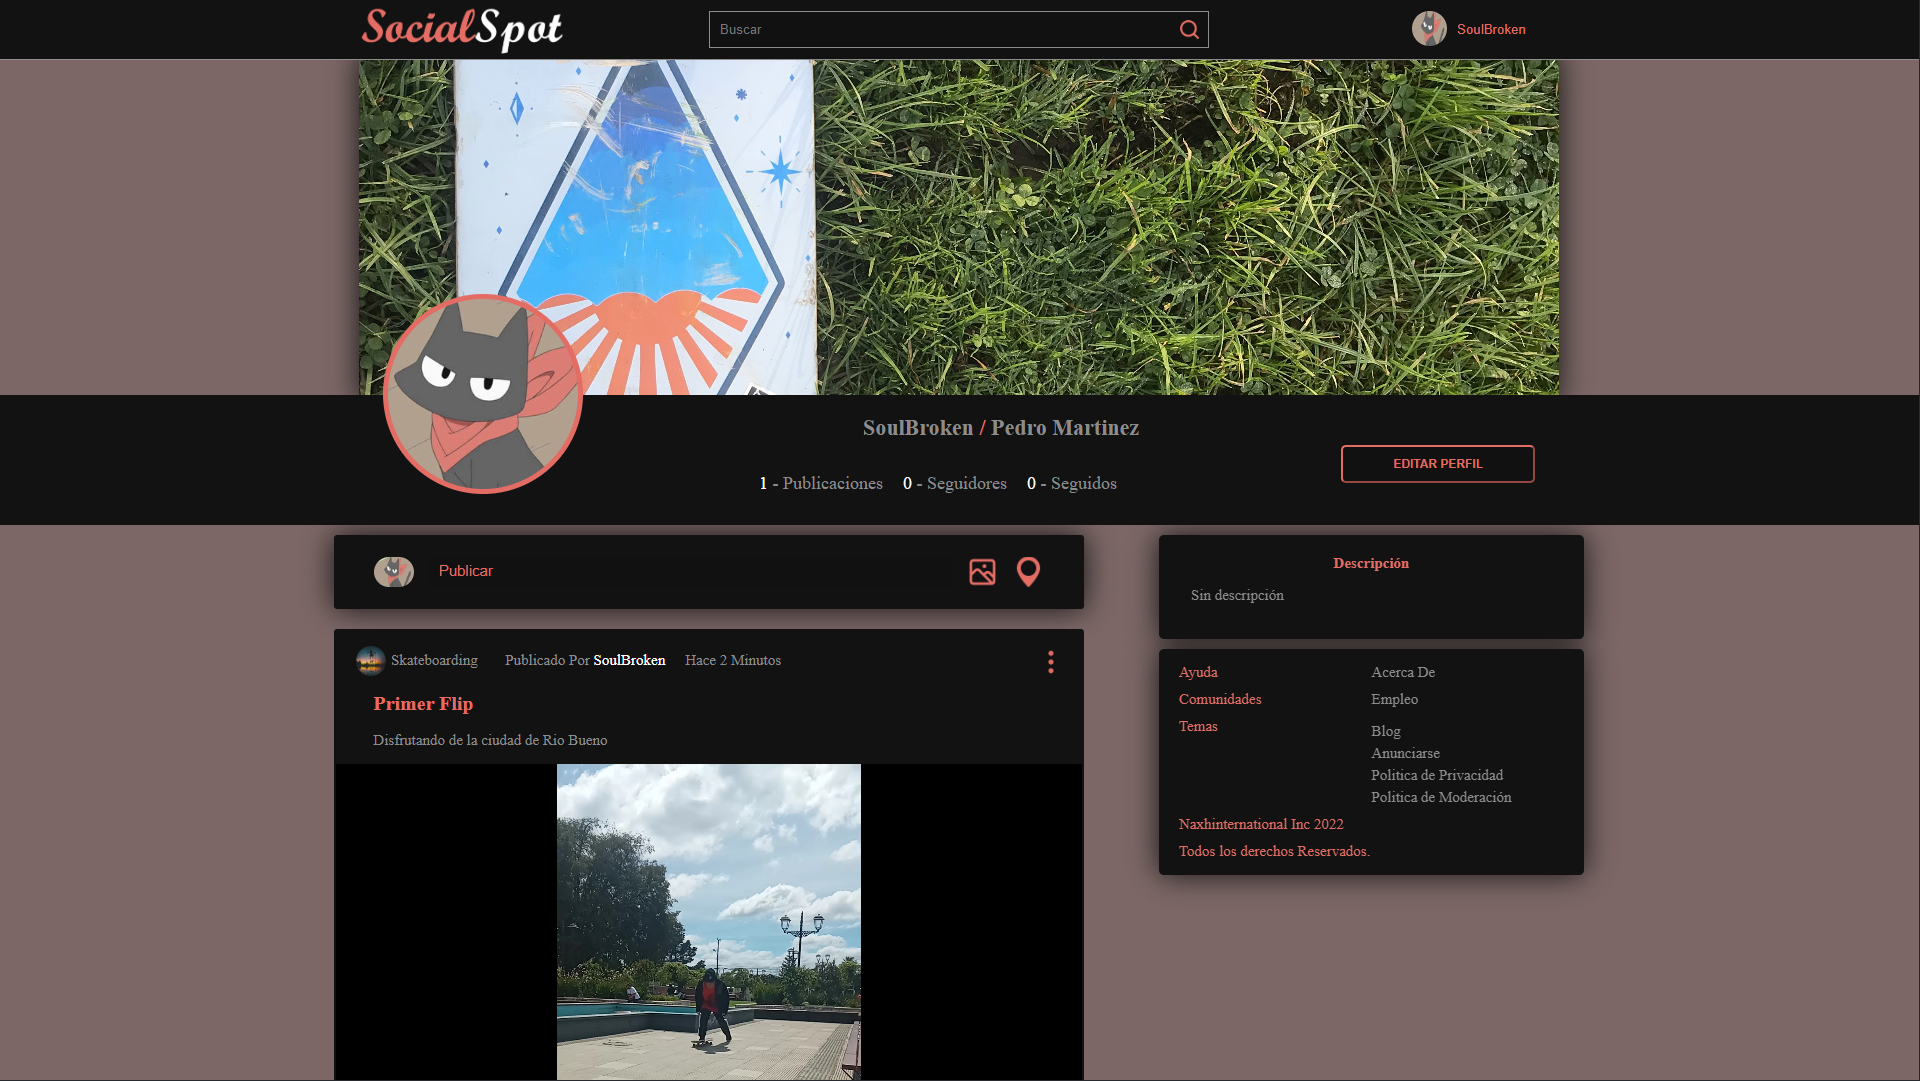 SocialSpot
Buscar
SoulBroken
SoulBroken / Pedro Martinez
1 - Publicaciones 0 - Seguidores 0 - Seguidos
EDITAR PERFIL
Publicar
Skateboarding Publicado Por SoulBroken Hace 2 Minutos
Primer Flip
Disfrutando de la ciudad de Rio Bueno
Descripción
Sin descripción
Ayuda
Comunidades
Temas
Acerca De
Empleo
Blog
Anunciarse
Politica de Privacidad
Politica de Moderación
Naxhinternational Inc 2022
Todos los derechos Reservados.